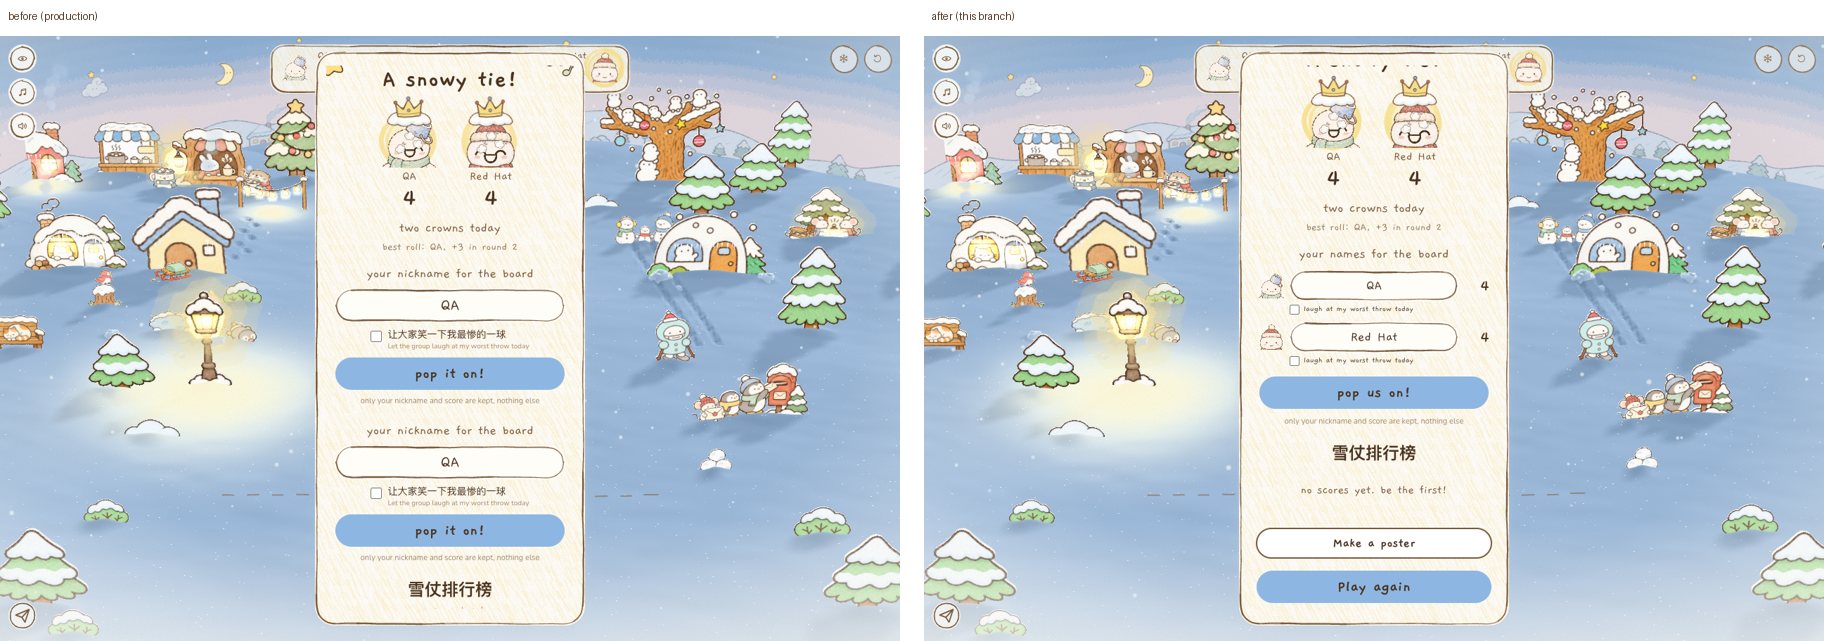 before (production)
A snowy tie!
QA
Red Hat
4
4
two crowns today
best roll: QA, +3 in round 2
your nickname for the board
QA
让大家笑一下我最惨的一球
Let the group laugh at my worst throw today
pop it on!
only your nickname and score are kept, nothing else
your nickname for the board
QA
让大家笑一下我最惨的一球
Let the group laugh at my worst throw today
pop it on!
only your nickname and score are kept, nothing else
雪仗排行榜
after (this branch)
QA
Red Hat
4
4
two crowns today
best roll: QA, +3 in round 2
your names for the board
QA
4
laugh at my worst throw today
Red Hat
4
laugh at my worst throw today
pop us on!
only your nickname and score are kept, nothing else
雪仗排行榜
no scores yet. be the first!
Make a poster
Play again